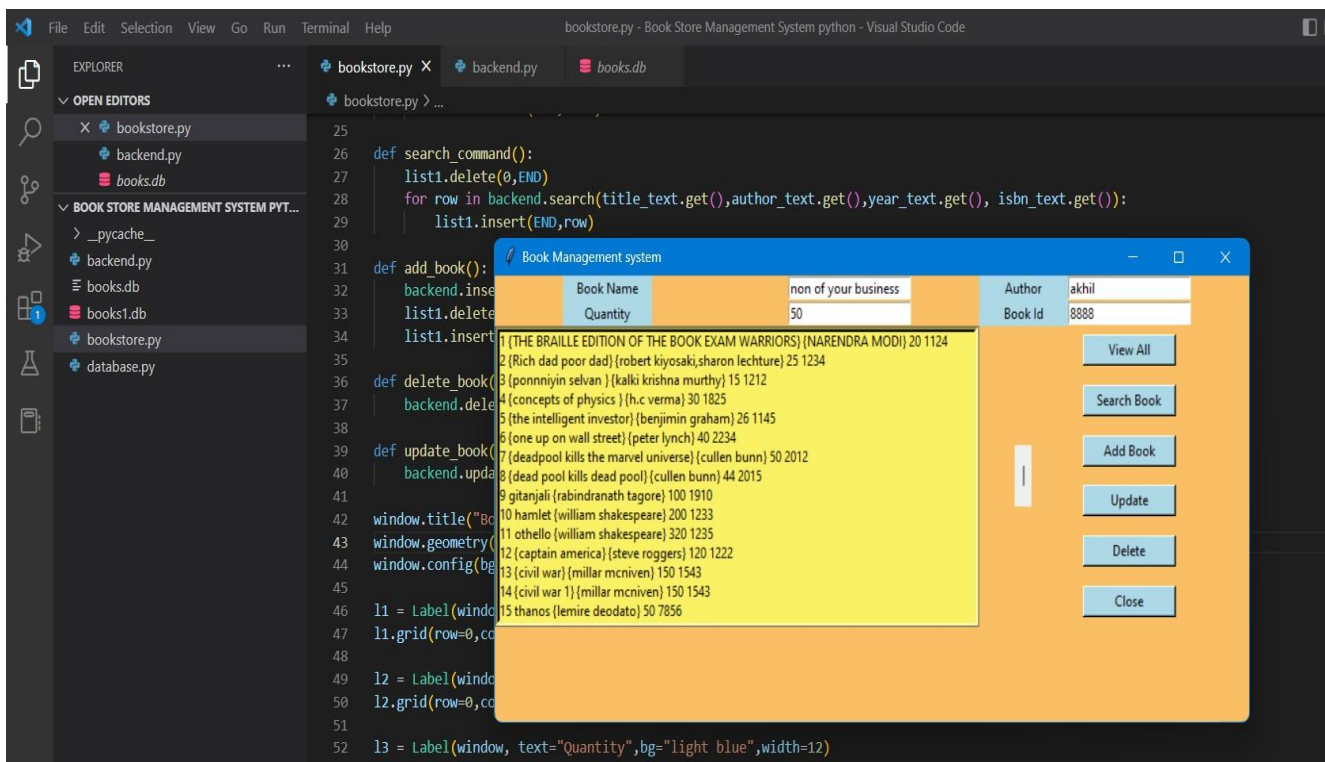 File Edit Selection View Go Run Terminal Help bookstore.py - Book Store Management System python - Visual Studio Code
EXPLORER ...
OPEN EDITORS
bookstore.py
backend.py
books.db
BOOK STORE MANAGEMENT SYSTEM PYT...
__pycache__
backend.py
books.db
books1.db
bookstore.py
database.py
1
bookstore.py backend.py books.db
bookstore.py > ...
25
26 def search_command():
27 list1.delete(0,END)
28 for row in backend.search(title_text.get(),author_text.get(),year_text.get(), isbn_text.get()):
29 list1.insert(END,row)
30
31 def add_book():
32 backend.inse
33 list1.delete
34 list1.insert
35
36 def delete_book(
37 backend.dele
38
39 def update_book(
40 backend.upda
41
42 window.title("Bo
43 window.geometry(
44 window.config(bg
45
46 l1 = Label(windo
47 l1.grid(row=0,co
48
49 l2 = Label(windo
50 l2.grid(row=0,co
51
52 l3 = Label(window, text="Quantity",bg="light blue",width=12)
Book Management system
Book Name non of your business Author akhil
Quantity 50 Book Id 8888
1 {THE BRAILLE EDITION OF THE BOOK EXAM WARRIORS} {NARENDRA MODI} 20 1124
2 {Rich dad poor dad} {robert kiyosaki,sharon lechture} 25 1234
3 {ponnniyin selvan } {kalki krishna murthy} 15 1212
4 {concepts of physics } {h.c verma} 30 1825
5 {the intelligent investor} {benjimin graham} 26 1145
6 {one up on wall street} {peter lynch} 40 2234
7 {deadpool kills the marvel universe} {cullen bunn} 50 2012
8 {dead pool kills dead pool} {cullen bunn} 44 2015
9 gitanjali {rabindranath tagore} 100 1910
10 hamlet {william shakespeare} 200 1233
11 othello {william shakespeare} 320 1235
12 {captain america} {steve roggers} 120 1222
13 {civil war} {millar mcniven} 150 1543
14 {civil war 1} {millar mcniven} 150 1543
15 thanos {lemire deodato} 50 7856
View All
Search Book
Add Book
Update
Delete
Close